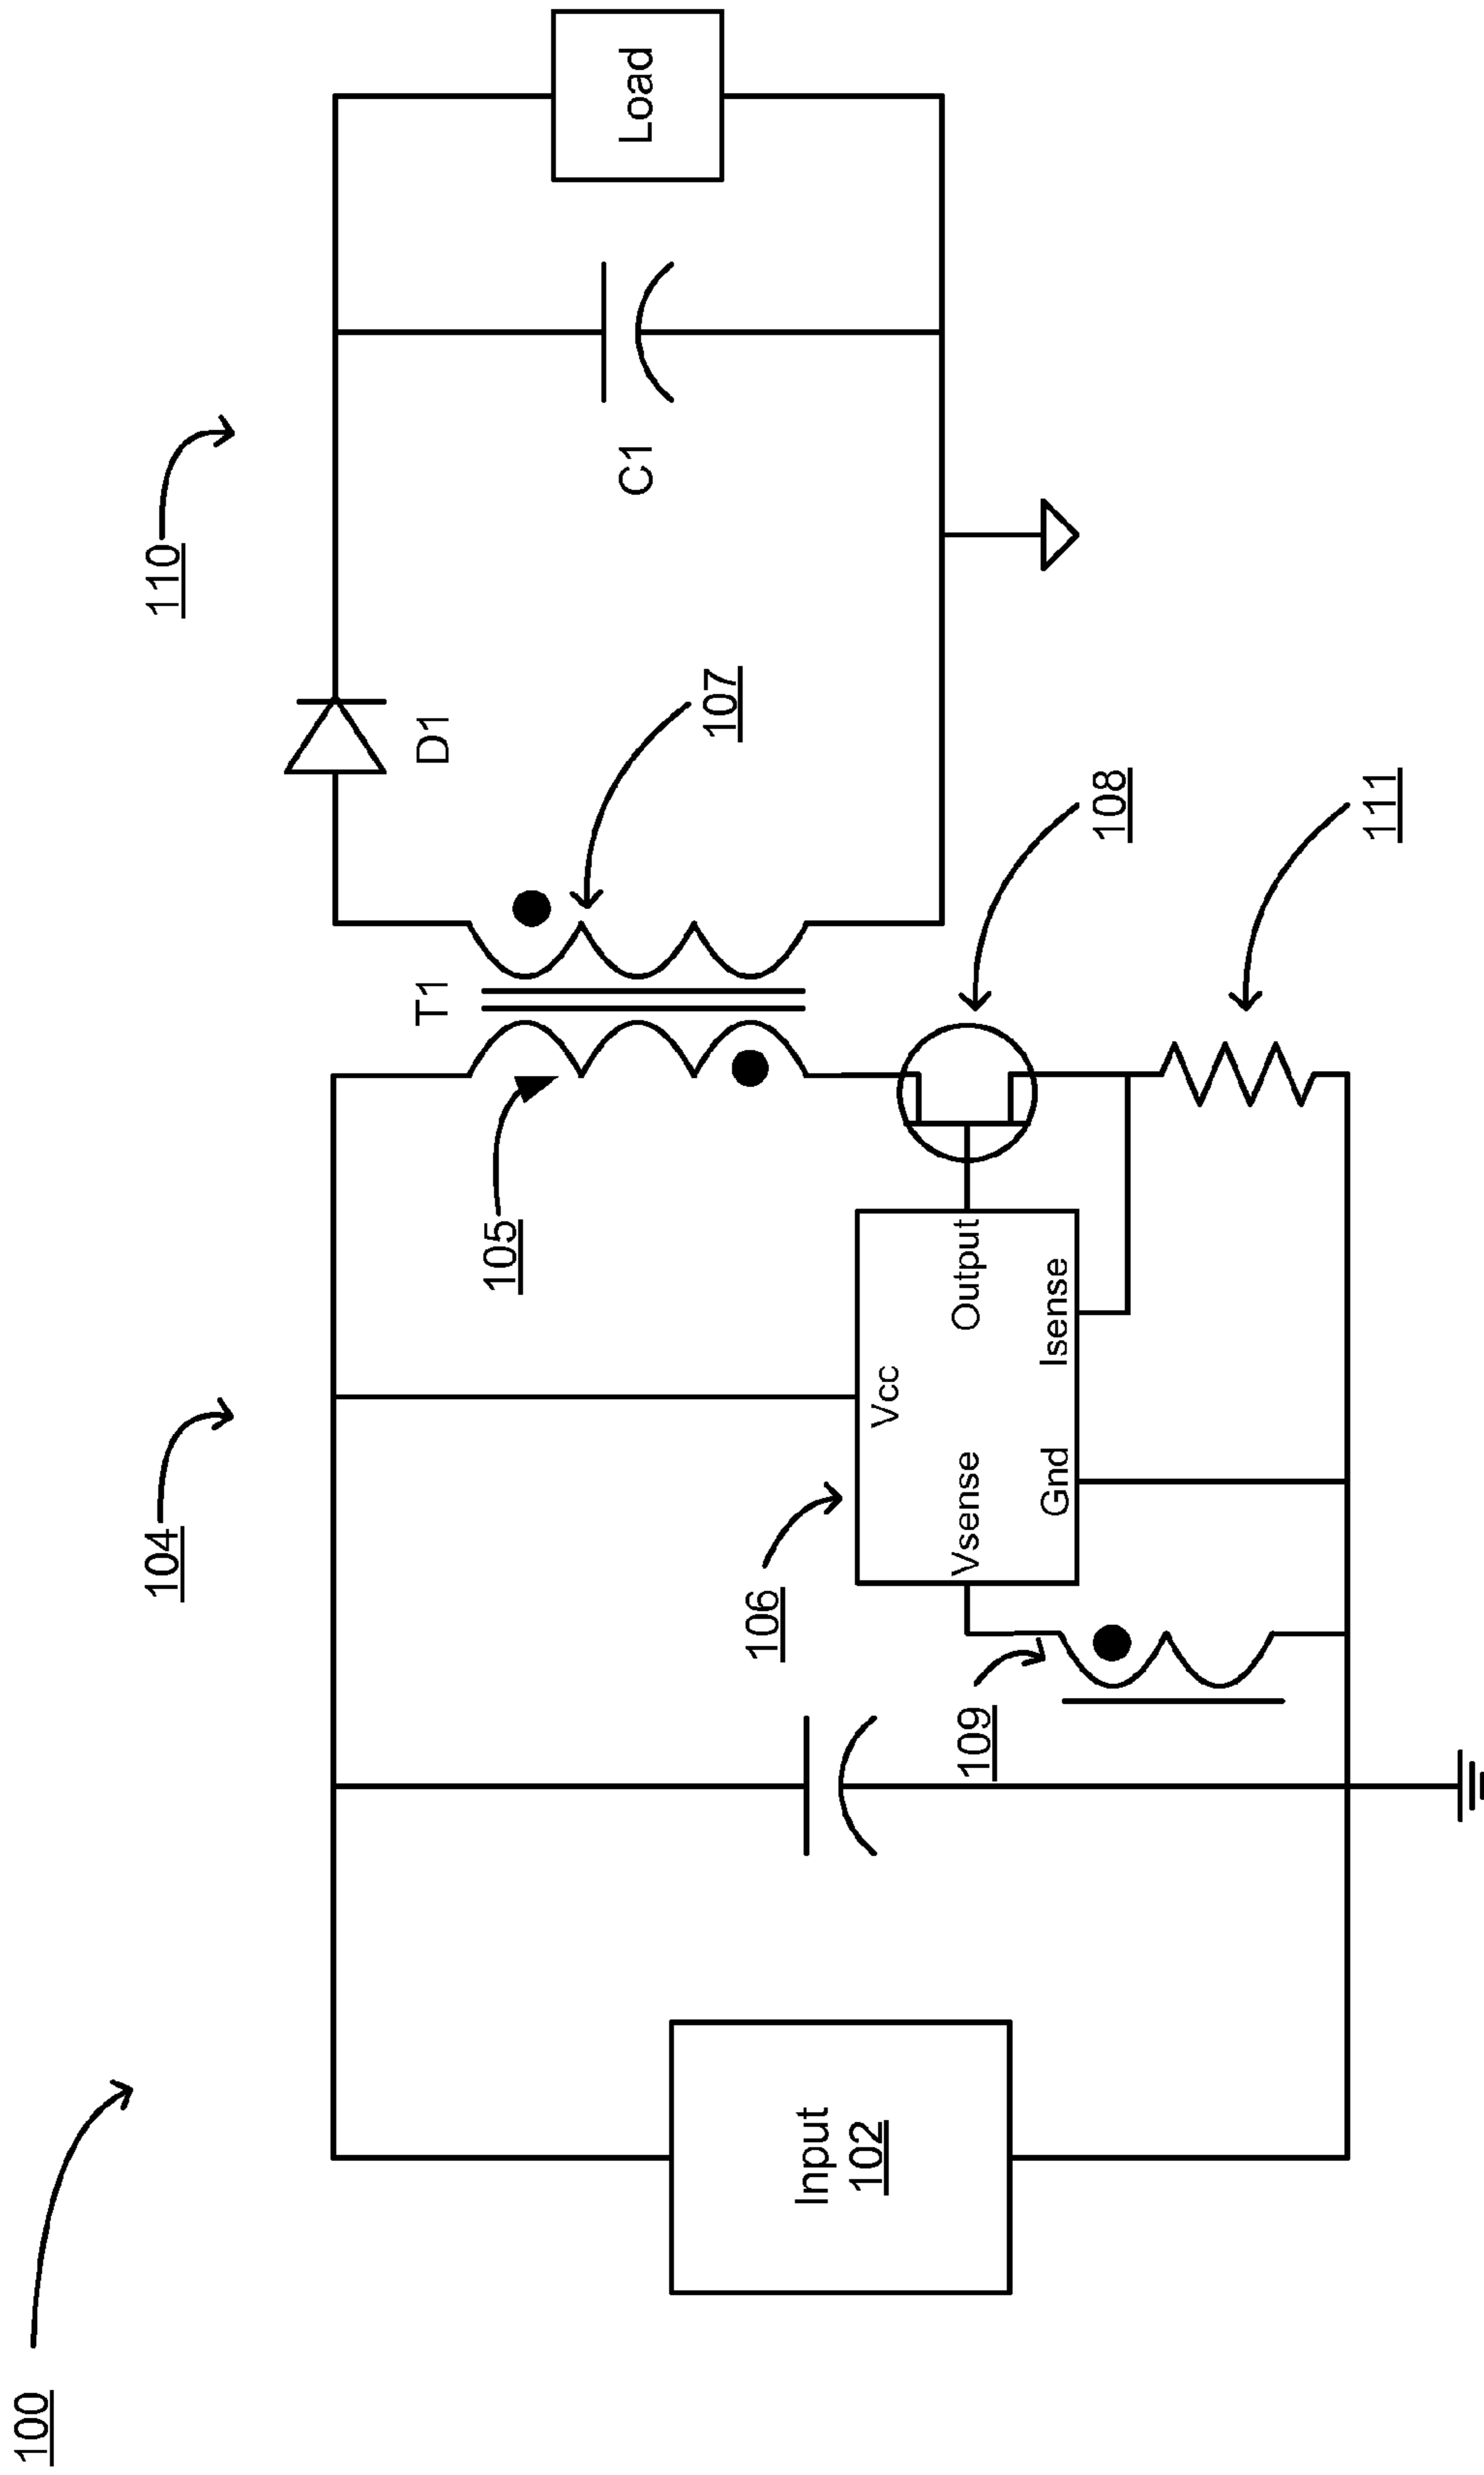 100
104
110
Input
102
106
Vcc
Vsense
Output
Gnd
Isense
109
105
T1
107
D1
C1
Load
108
111